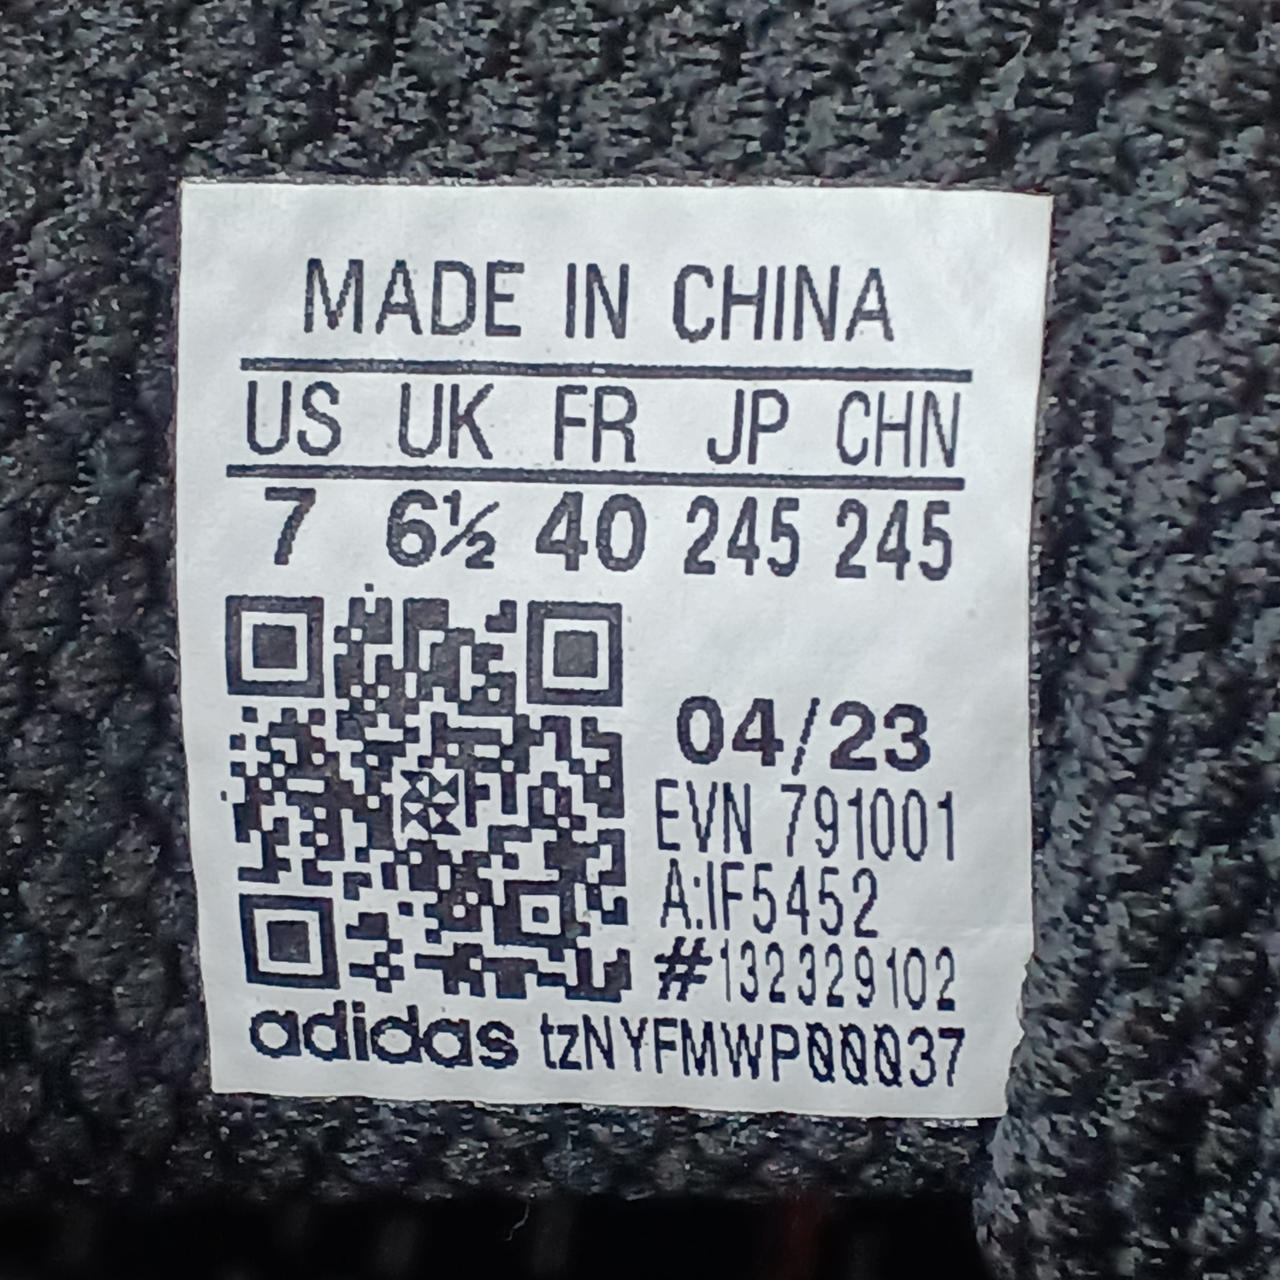 MADE IN CHINA
US UK FR JP CHN
7 6½ 40 245 245
04/23
EVN 791001
A:IF5452
#132329102
adidas tzNYFMWP00037